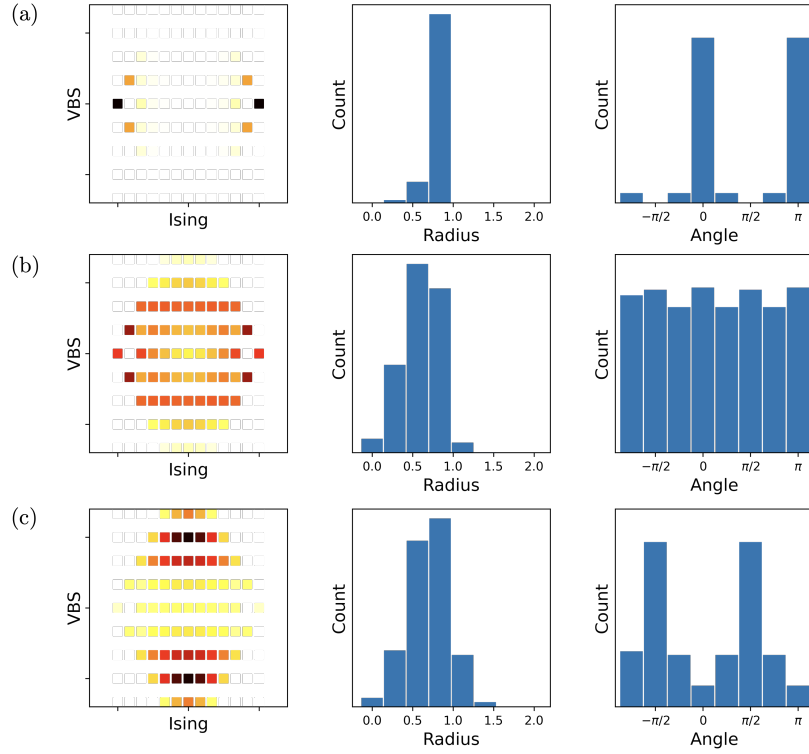 (a)
VBS
Ising
Count
0.0 0.5 1.0 1.5 2.0
Radius
Count
−π/2 0 π/2 π
Angle
(b)
VBS
Ising
Count
0.0 0.5 1.0 1.5 2.0
Radius
Count
−π/2 0 π/2 π
Angle
(c)
VBS
Ising
Count
0.0 0.5 1.0 1.5 2.0
Radius
Count
−π/2 0 π/2 π
Angle